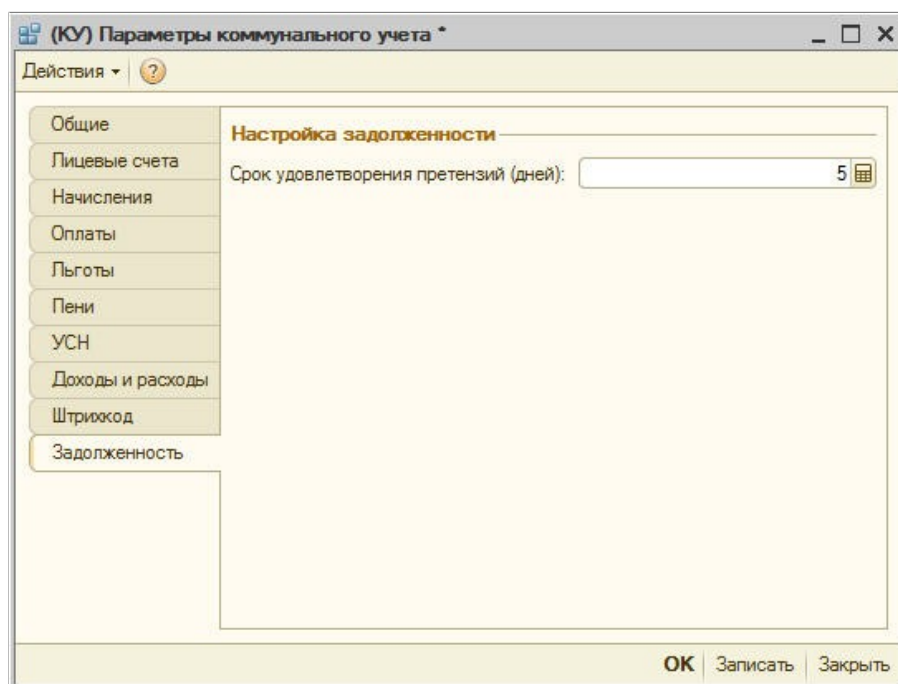 (КУ) Параметры коммунального учета *
Действия
?
Общие
Лицевые счета
Начисления
Оплаты
Льготы
Пени
УСН
Доходы и расходы
Штрихкод
Задолженность
Настройка задолженности
Срок удовлетворения претензий (дней): 5
OK Записать Закрыть